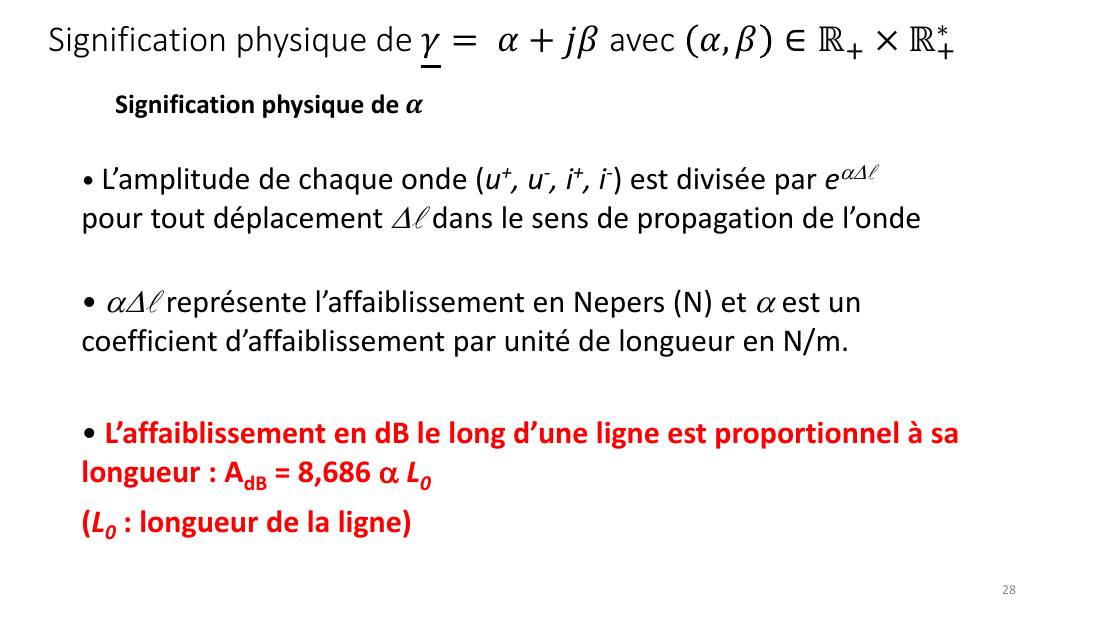 Signification physique de γ = α + jβ avec (α, β) ∈ ℝ₊ × ℝ₊*
Signification physique de α
• L’amplitude de chaque onde (u⁺, u⁻, i⁺, i⁻) est divisée par e^{αΔℓ}
pour tout déplacement Δℓ dans le sens de propagation de l’onde
• αΔℓ représente l’affaiblissement en Nepers (N) et α est un
coefficient d’affaiblissement par unité de longueur en N/m.
• L’affaiblissement en dB le long d’une ligne est proportionnel à sa
longueur : A_dB = 8,686 α L₀
(L₀ : longueur de la ligne)
28